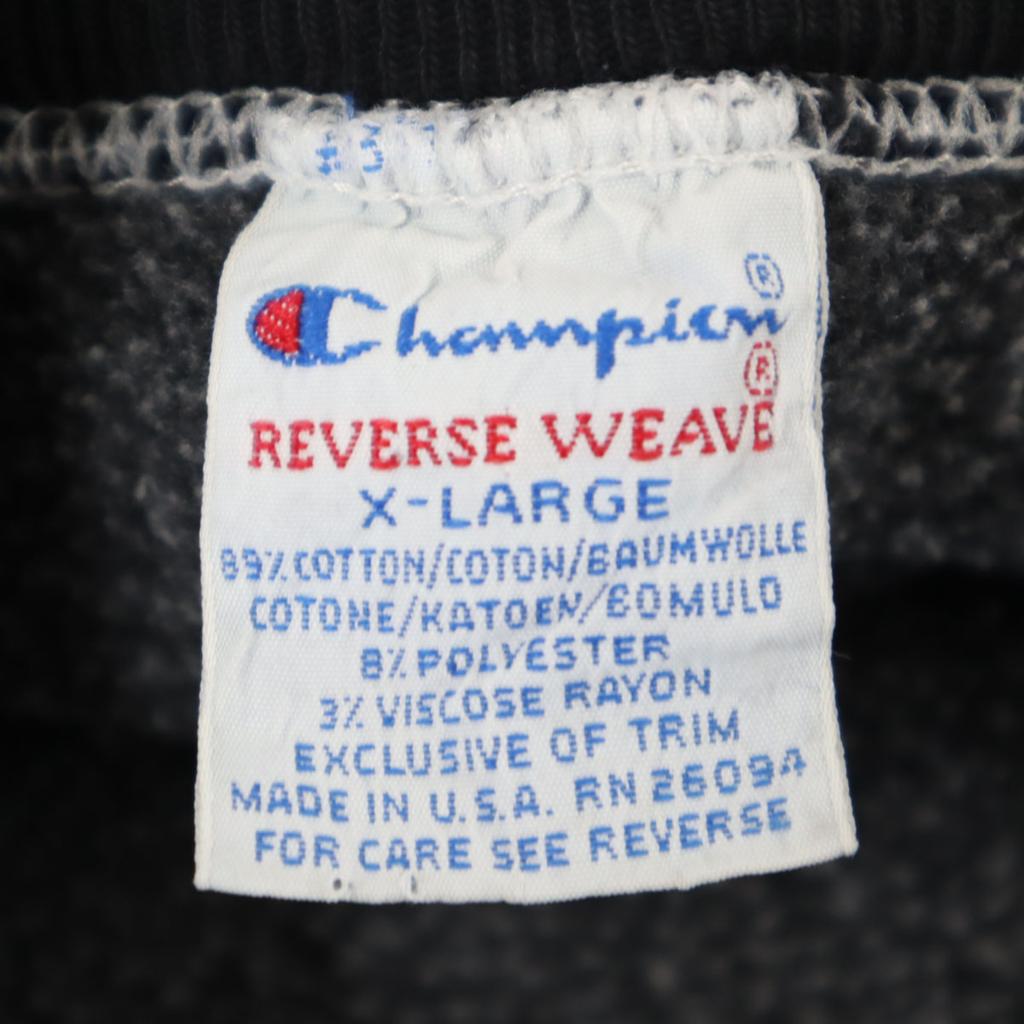 Champion®
®
REVERSE WEAVE
X-LARGE
89% COTTON/COTON/BAUMWOLLE
COTONE/KATOEN/BOMULD
8% POLYESTER
3% VISCOSE RAYON
EXCLUSIVE OF TRIM
MADE IN U.S.A. RN 26094
FOR CARE SEE REVERSE